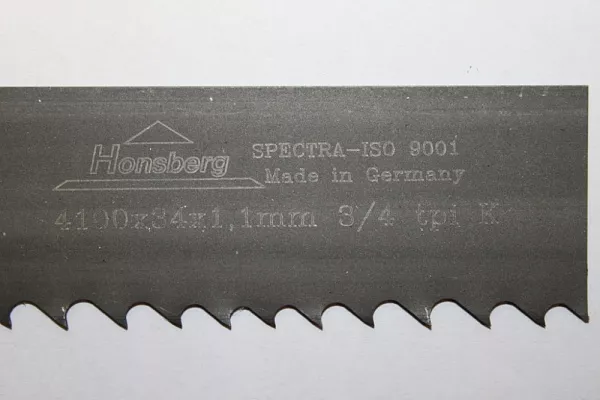 Honsberg
SPECTRA-ISO 9001
Made in Germany
4100x34x1,1mm 3/4 tpi K